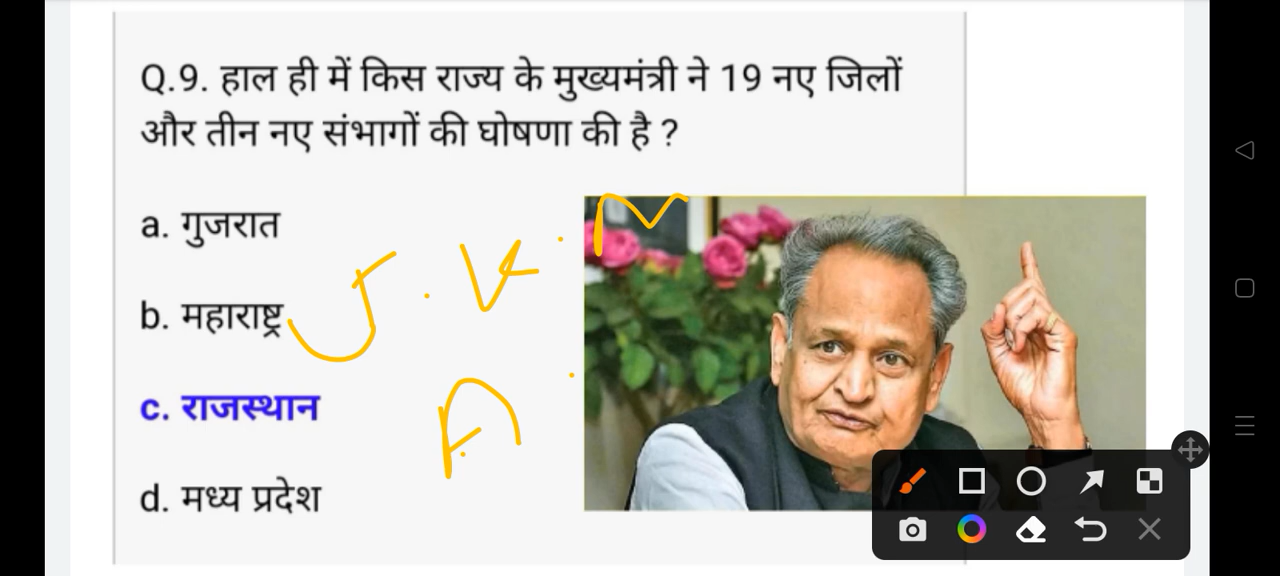 Q.9. हाल ही में किस राज्य के मुख्यमंत्री ने 19 नए जिलों
और तीन नए संभागों की घोषणा की है ?
a. गुजरात
b. महाराष्ट्र
c. राजस्थान
d. मध्य प्रदेश
J. K. M
A.